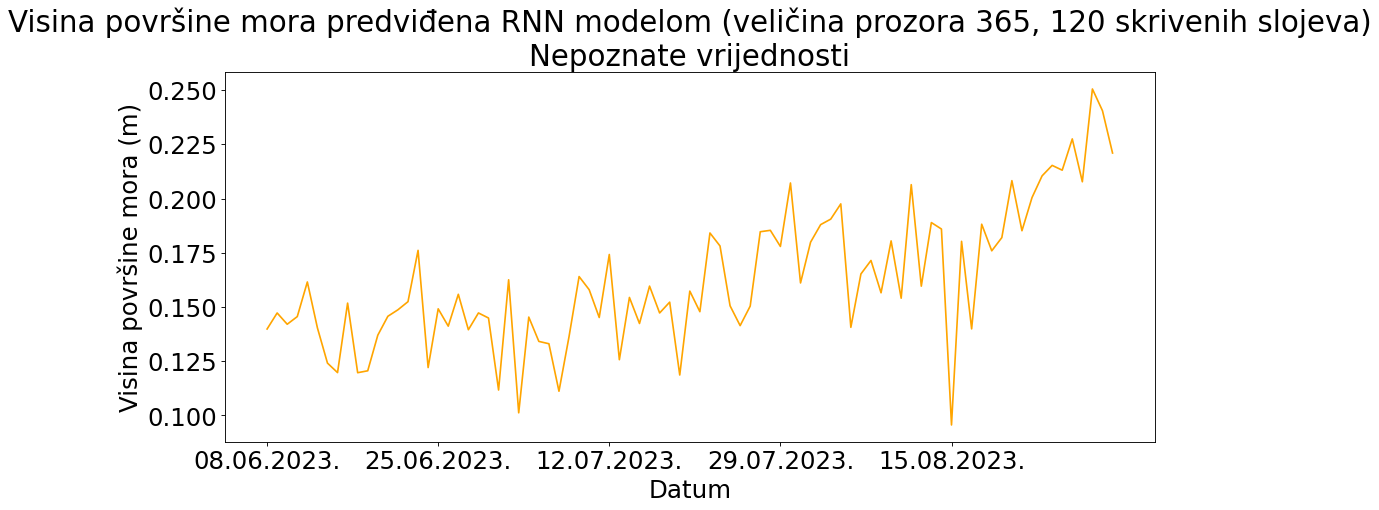 Visina površine mora predviđena RNN modelom (veličina prozora 365, 120 skrivenih slojeva)
Nepoznate vrijednosti
Visina površine mora (m)
0.250
0.225
0.200
0.175
0.150
0.125
0.100
08.06.2023. 25.06.2023. 12.07.2023. 29.07.2023. 15.08.2023.
Datum